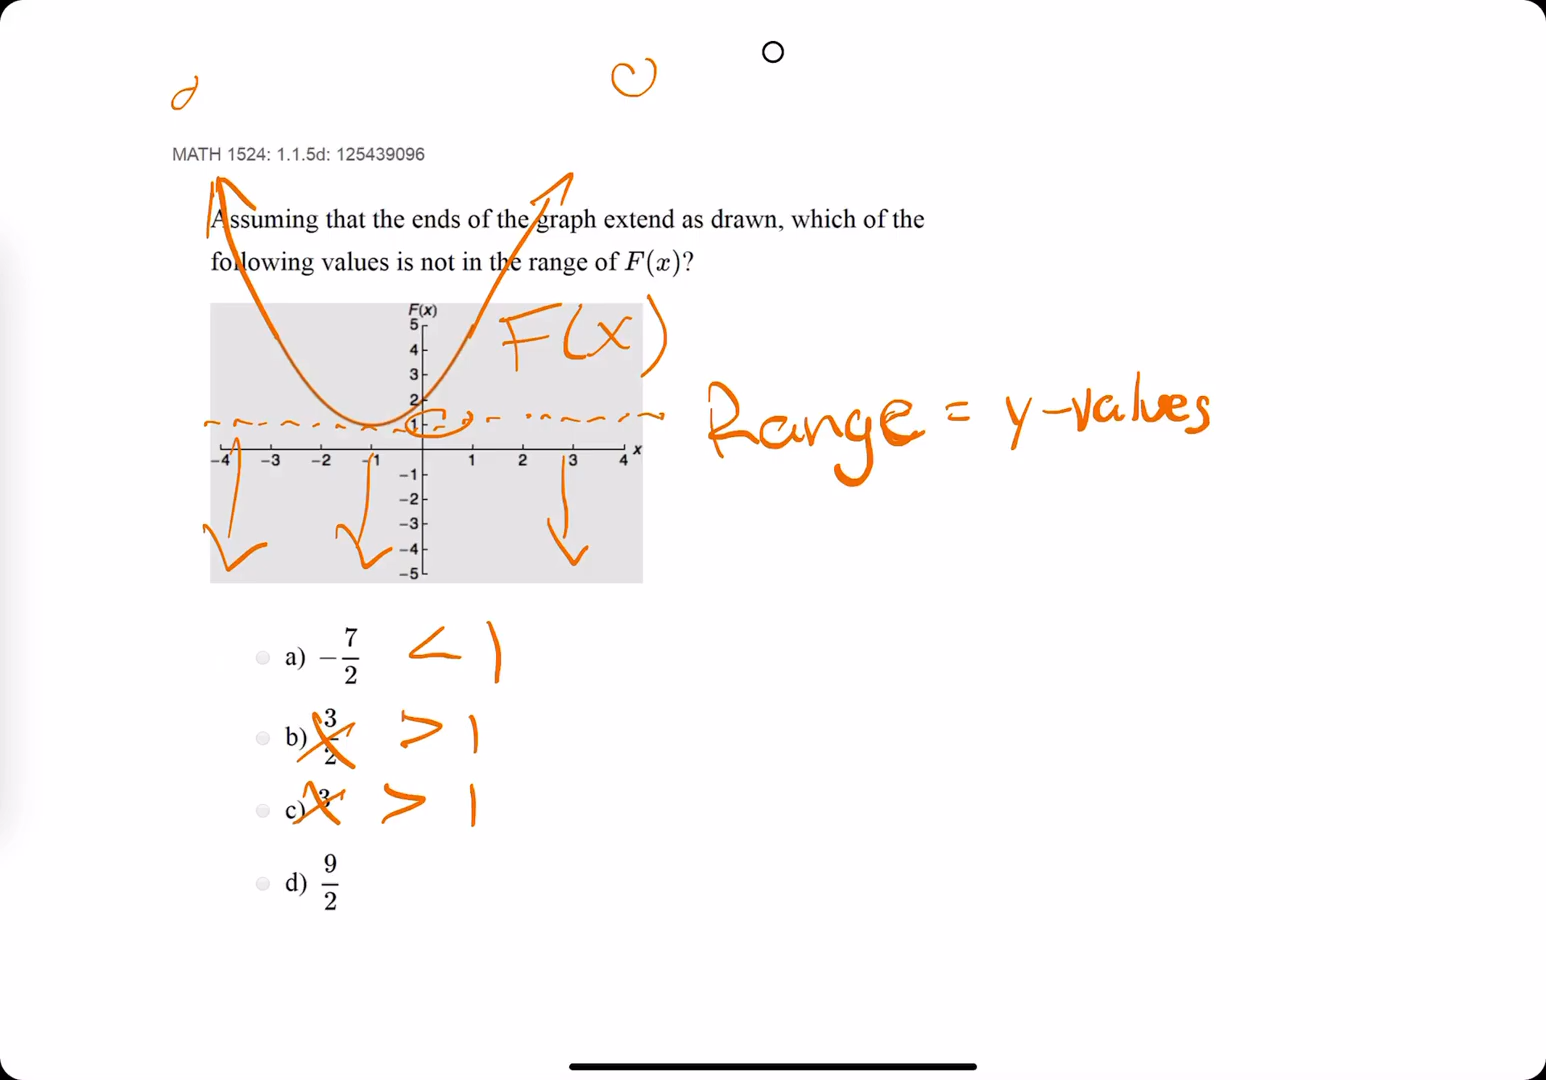 MATH 1524: 1.1.5d: 125439096
Assuming that the ends of the graph extend as drawn, which of the
following values is not in the range of F(x)?
F(x)
5
4
3
2
1
-4 -3 -2 -1 1 2 3 4 x
-1
-2
-3
-4
-5
F(x)
Range = y-values
a) -7/2 < 1
b) 3/2 > 1
c) 3 > 1
d) 9/2